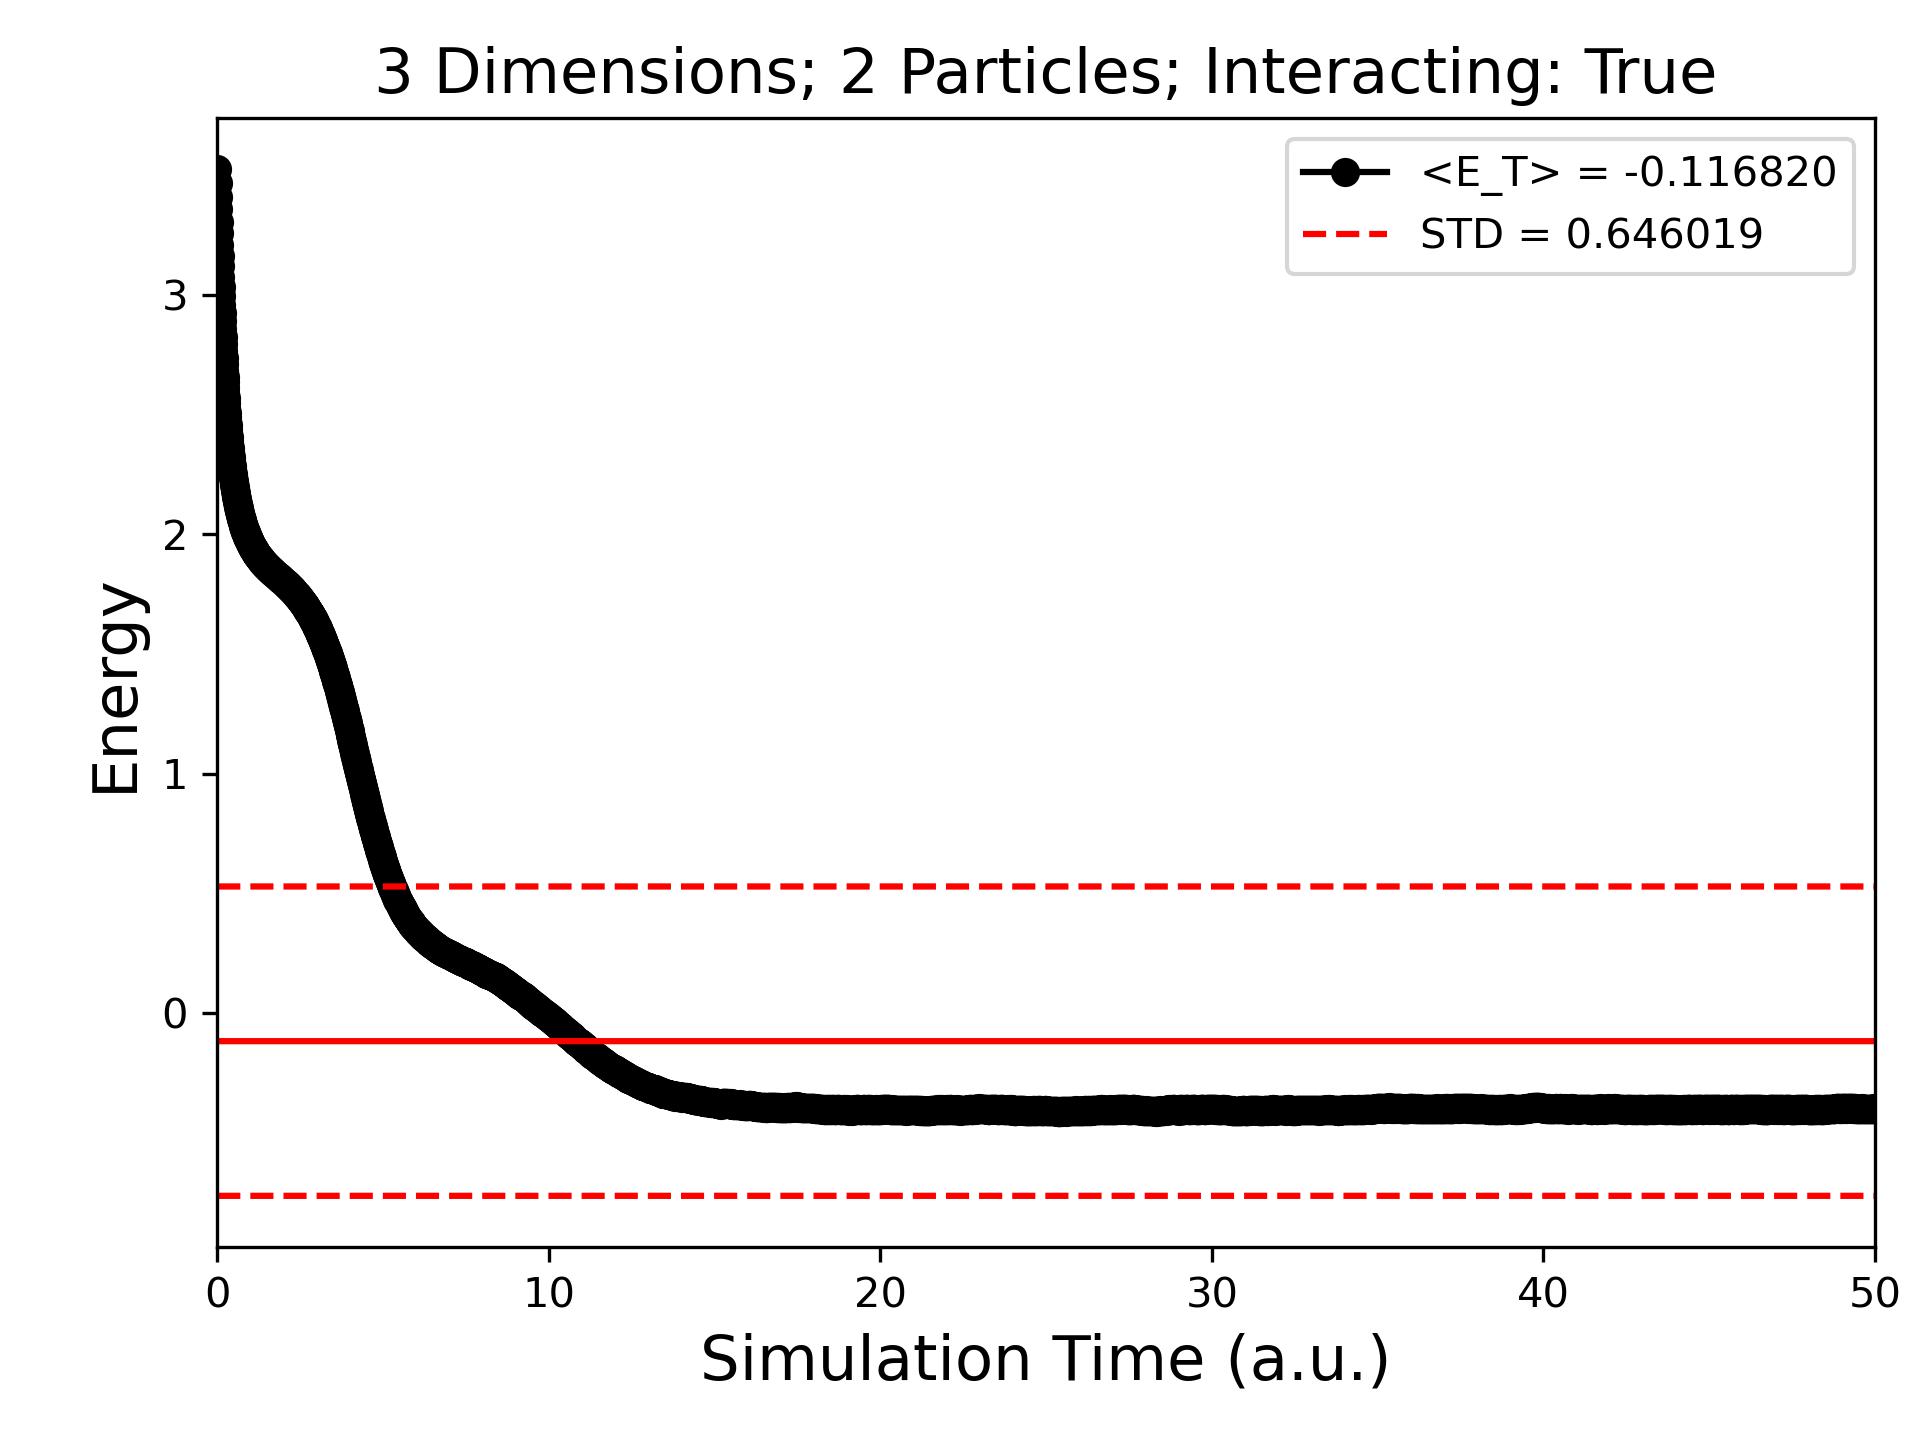 3 Dimensions; 2 Particles; Interacting: True
<E_T> = -0.116820
STD = 0.646019
3
2
1
0
Energy
0 10 20 30 40 50
Simulation Time (a.u.)